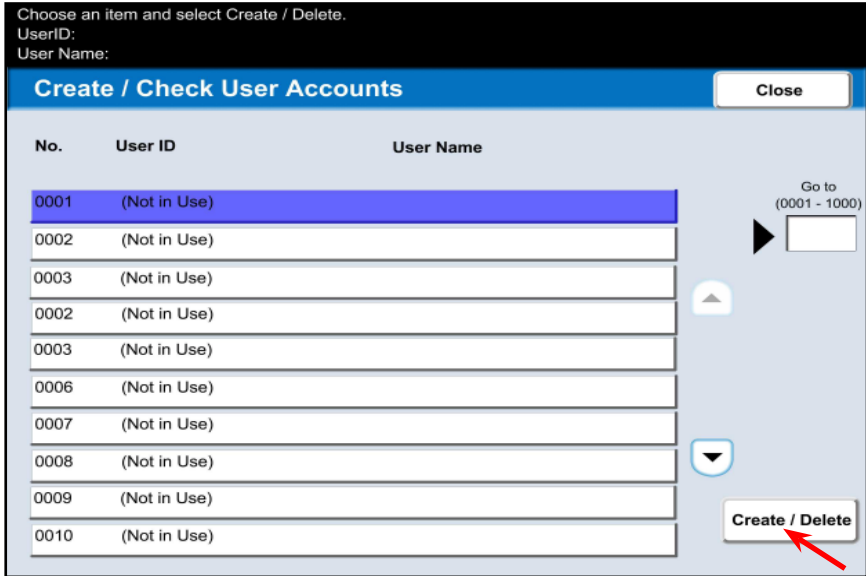 Choose an item and select Create / Delete.
UserID:
User Name:
Create / Check User Accounts
Close
No. User ID User Name
Go to
(0001 - 1000)
0001 (Not in Use)
0002 (Not in Use)
0003 (Not in Use)
0002 (Not in Use)
0003 (Not in Use)
0006 (Not in Use)
0007 (Not in Use)
0008 (Not in Use)
0009 (Not in Use)
0010 (Not in Use)
Create / Delete